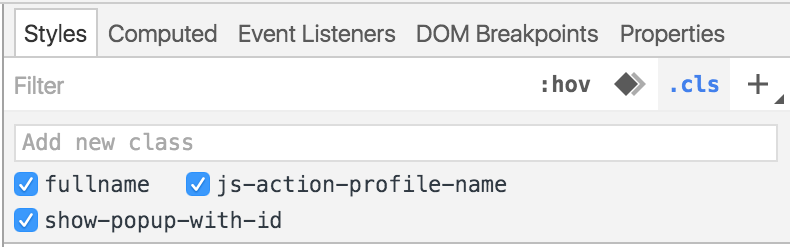 Styles Computed Event Listeners DOM Breakpoints Properties
Filter :hov .cls +
Add new class
fullname js-action-profile-name
show-popup-with-id